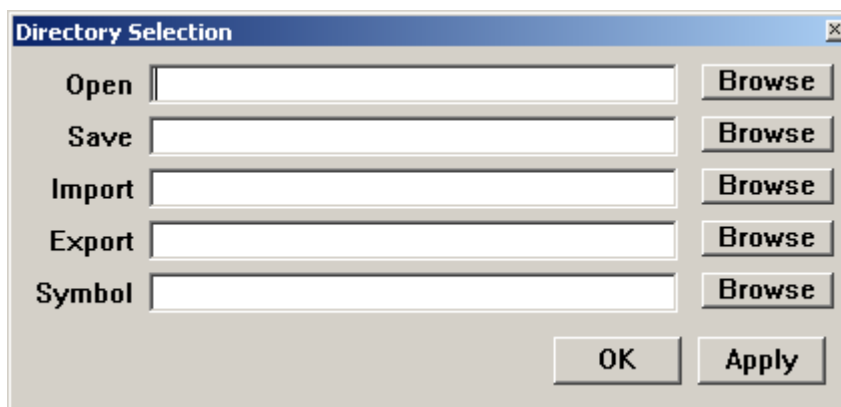 Directory Selection
Open Browse
Save Browse
Import Browse
Export Browse
Symbol Browse
OK Apply